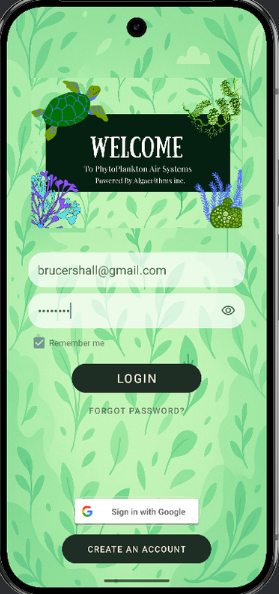 WELCOME
To PhytoPlankton Air Systems
Powered By Algaerithms inc.
brucershall@gmail.com
••••••••
Remember me
LOGIN
FORGOT PASSWORD?
Sign in with Google
CREATE AN ACCOUNT